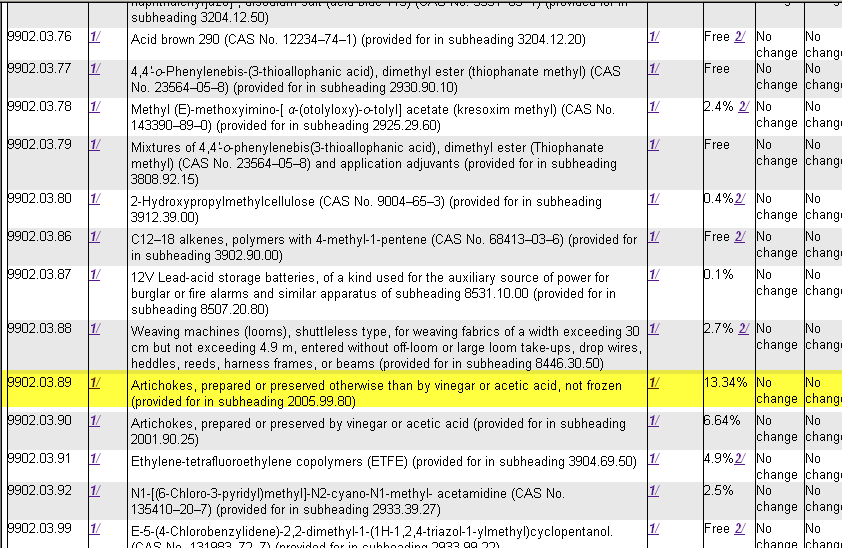 3204.12.50)
9902.03.76 1/ Acid brown 290 (CAS No. 12234–74–1) (provided for in subheading 3204.12.20) 1/ Free 2/ No No
change change
9902.03.77 1/ 4,4'-o-Phenylenebis-(3-thioallophanic acid), dimethyl ester (thiophanate methyl) (CAS 1/ Free No No
No. 23564–05–8) (provided for in subheading 2930.90.10) change change
9902.03.78 1/ Methyl (E)-methoxyimino-[ α-(otolyloxy)-o-tolyl] acetate (kresoxim methyl) (CAS No. 1/ 2.4% 2/ No No
143390–89–0) (provided for in subheading 2925.29.60) change change
9902.03.79 1/ Mixtures of 4,4'-o-phenylenebis(3-thioallophanic acid), dimethyl ester (Thiophanate 1/ Free No No
methyl) (CAS No. 23564–05–8) and application adjuvants (provided for in subheading change change
3808.92.15)
9902.03.80 1/ 2-Hydroxypropylmethylcellulose (CAS No. 9004–65–3) (provided for in subheading 1/ 0.4%2/ No No
3912.39.00) change change
9902.03.86 1/ C12–18 alkenes, polymers with 4-methyl-1-pentene (CAS No. 68413–03–6) (provided for 1/ Free 2/ No No
in subheading 3902.90.00) change change
9902.03.87 1/ 12V Lead-acid storage batteries, of a kind used for the auxiliary source of power for 1/ 0.1% No No
burglar or fire alarms and similar apparatus of subheading 8531.10.00 (provided for in change change
subheading 8507.20.80)
9902.03.88 1/ Weaving machines (looms), shuttleless type, for weaving fabrics of a width exceeding 30 1/ 2.7% 2/ No No
cm but not exceeding 4.9 m, entered without off-loom or large loom take-ups, drop wires, change change
heddles, reeds, harness frames, or beams (provided for in subheading 8446.30.50)
9902.03.89 1/ Artichokes, prepared or preserved otherwise than by vinegar or acetic acid, not frozen 1/ 13.34% No No
(provided for in subheading 2005.99.80) change change
9902.03.90 1/ Artichokes, prepared or preserved by vinegar or acetic acid (provided for in subheading 1/ 6.64% No No
2001.90.25) change change
9902.03.91 1/ Ethylene-tetrafluoroethylene copolymers (ETFE) (provided for in subheading 3904.69.50) 1/ 4.9%2/ No No
change change
9902.03.92 1/ N1-[(6-Chloro-3-pyridyl)methyl]-N2-cyano-N1-methyl- acetamidine (CAS No. 1/ 2.5% No No
135410–20–7) (provided for in subheading 2933.39.27) change change
9902.03.99 1/ E-5-(4-Chlorobenzylidene)-2,2-dimethyl-1-(1H-1,2,4-triazol-1-ylmethyl)cyclopentanol. 1/ Free 2/ No No
(CAS No. 131983–72–7) (provided for in subheading 2933.99.22) change change